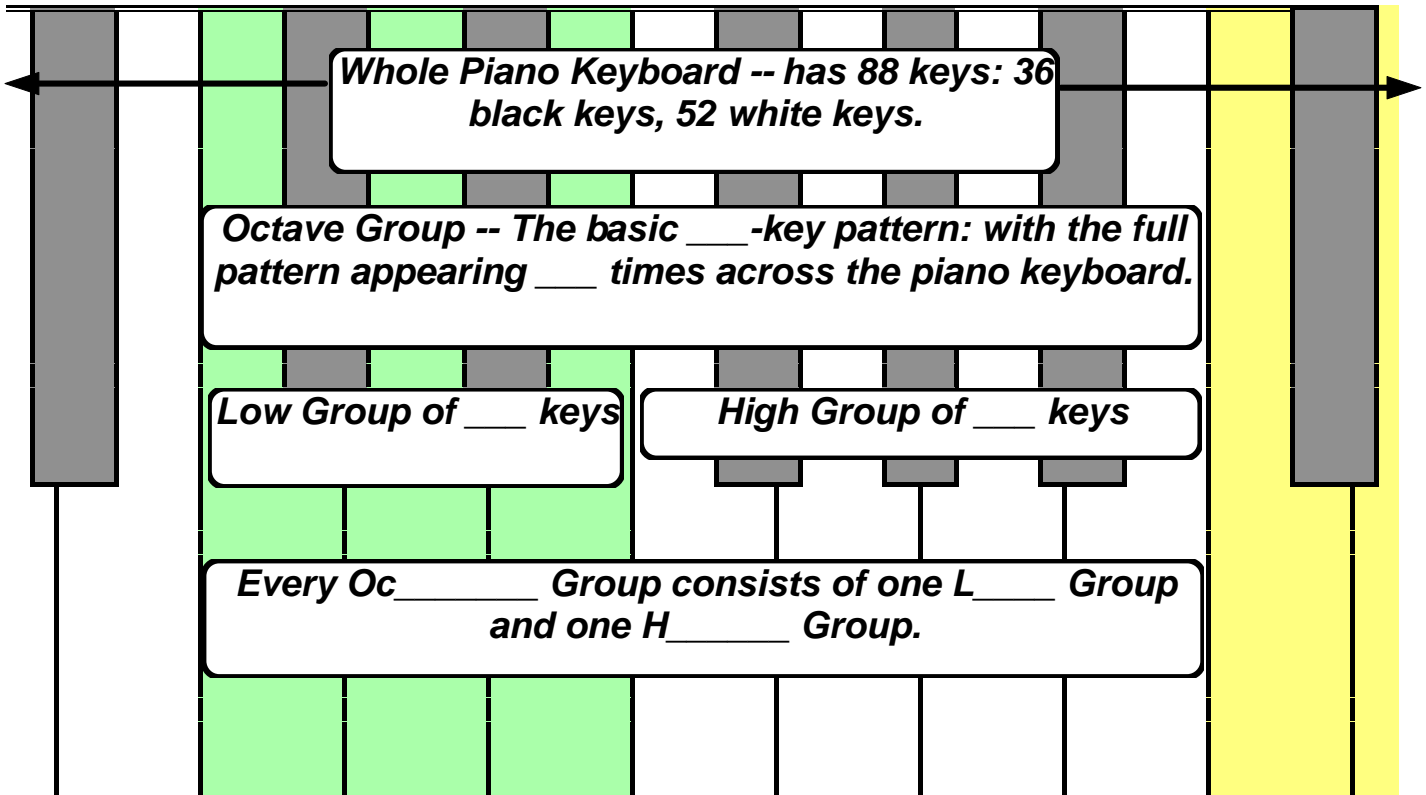 Whole Piano Keyboard -- has 88 keys: 36
black keys, 52 white keys.
Octave Group -- The basic ___-key pattern: with the full
pattern appearing ___ times across the piano keyboard.
Low Group of ___ keys
High Group of ___ keys
Every Oc_______ Group consists of one L____ Group
and one H______ Group.